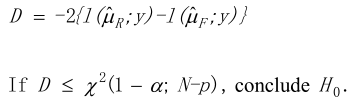 D = -2{l(μ̂_R;y)-l(μ̂_F;y)}
If D ≤ χ²(1 - α; N-p), conclude H₀.